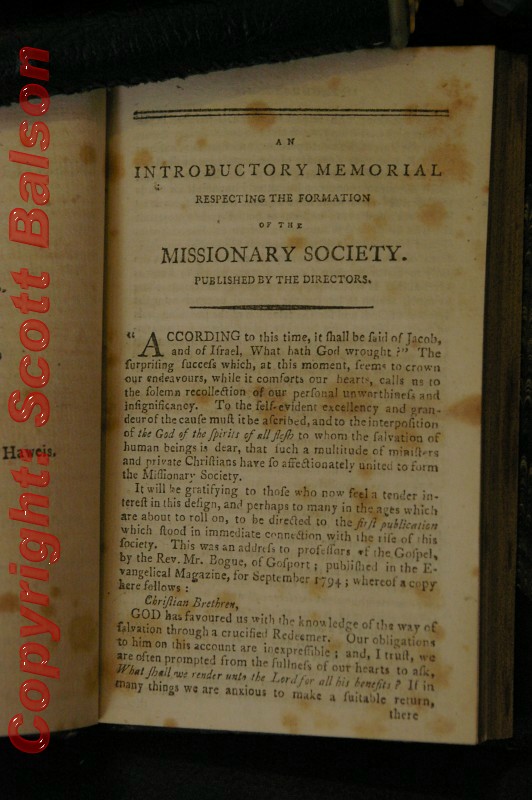 Copyright. Scott Balson
Haweis.
AN
INTRODUCTORY MEMORIAL
RESPECTING THE FORMATION
OF THE
MISSIONARY SOCIETY.
PUBLISHED BY THE DIRECTORS.
“ ACCORDING to this time, it ſhall be ſaid of Jacob,
and of Iſrael, What hath God wrought ?” The
ſurpriſing ſucceſs which, at this moment, ſeems to crown
our endeavours, while it comforts our hearts, calls us to
the ſolemn recollection of our perſonal unworthineſs and
inſignificancy. To the ſelf-evident excellency and gran-
deur of the cauſe muſt it be aſcribed, and to the interpoſition
of the God of the ſpirits of all fleſh to whom the ſalvation of
human beings is dear, that ſuch a multitude of miniſters
and private Chriſtians have ſo affectionately united to form
the Miſſionary Society.
It will be gratifying to thoſe who now feel a tender in-
tereſt in this deſign, and perhaps to many in the ages which
are about to roll on, to be directed to the firſt publication
which ſtood in immediate connection with the riſe of this
ſociety. This was an addreſs to profeſſors of the Goſpel,
by the Rev. Mr. Bogue, of Goſport ; publiſhed in the E-
vangelical Magazine, for September 1794 ; whereof a copy
here follows :
Chriſtian Brethren,
GOD has favoured us with the knowledge of the way of
ſalvation through a crucified Redeemer. Our obligations
to him on this account are inexpreſſible ; and, I truſt, we
are often prompted from the fullneſs of our hearts to aſk,
What ſhall we render unto the Lord for all his benefits ? If in
many things we are anxious to make a ſuitable return,
there